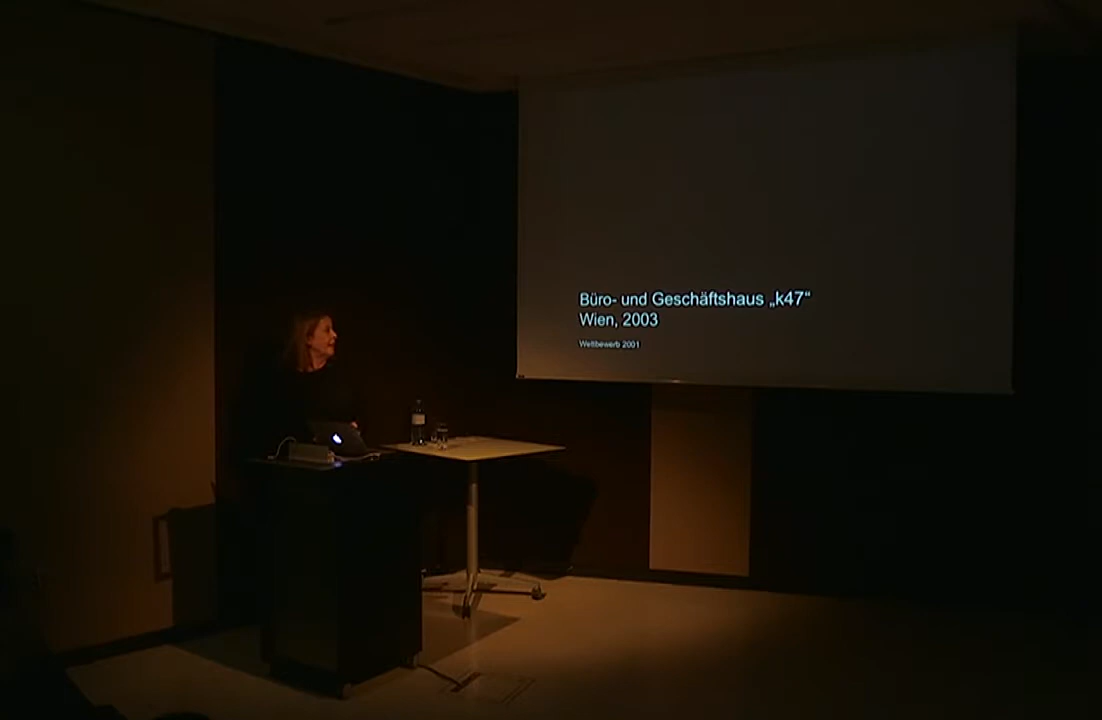 Büro- und Geschäftshaus „k47“
Wien, 2003
Wettbewerb 2001